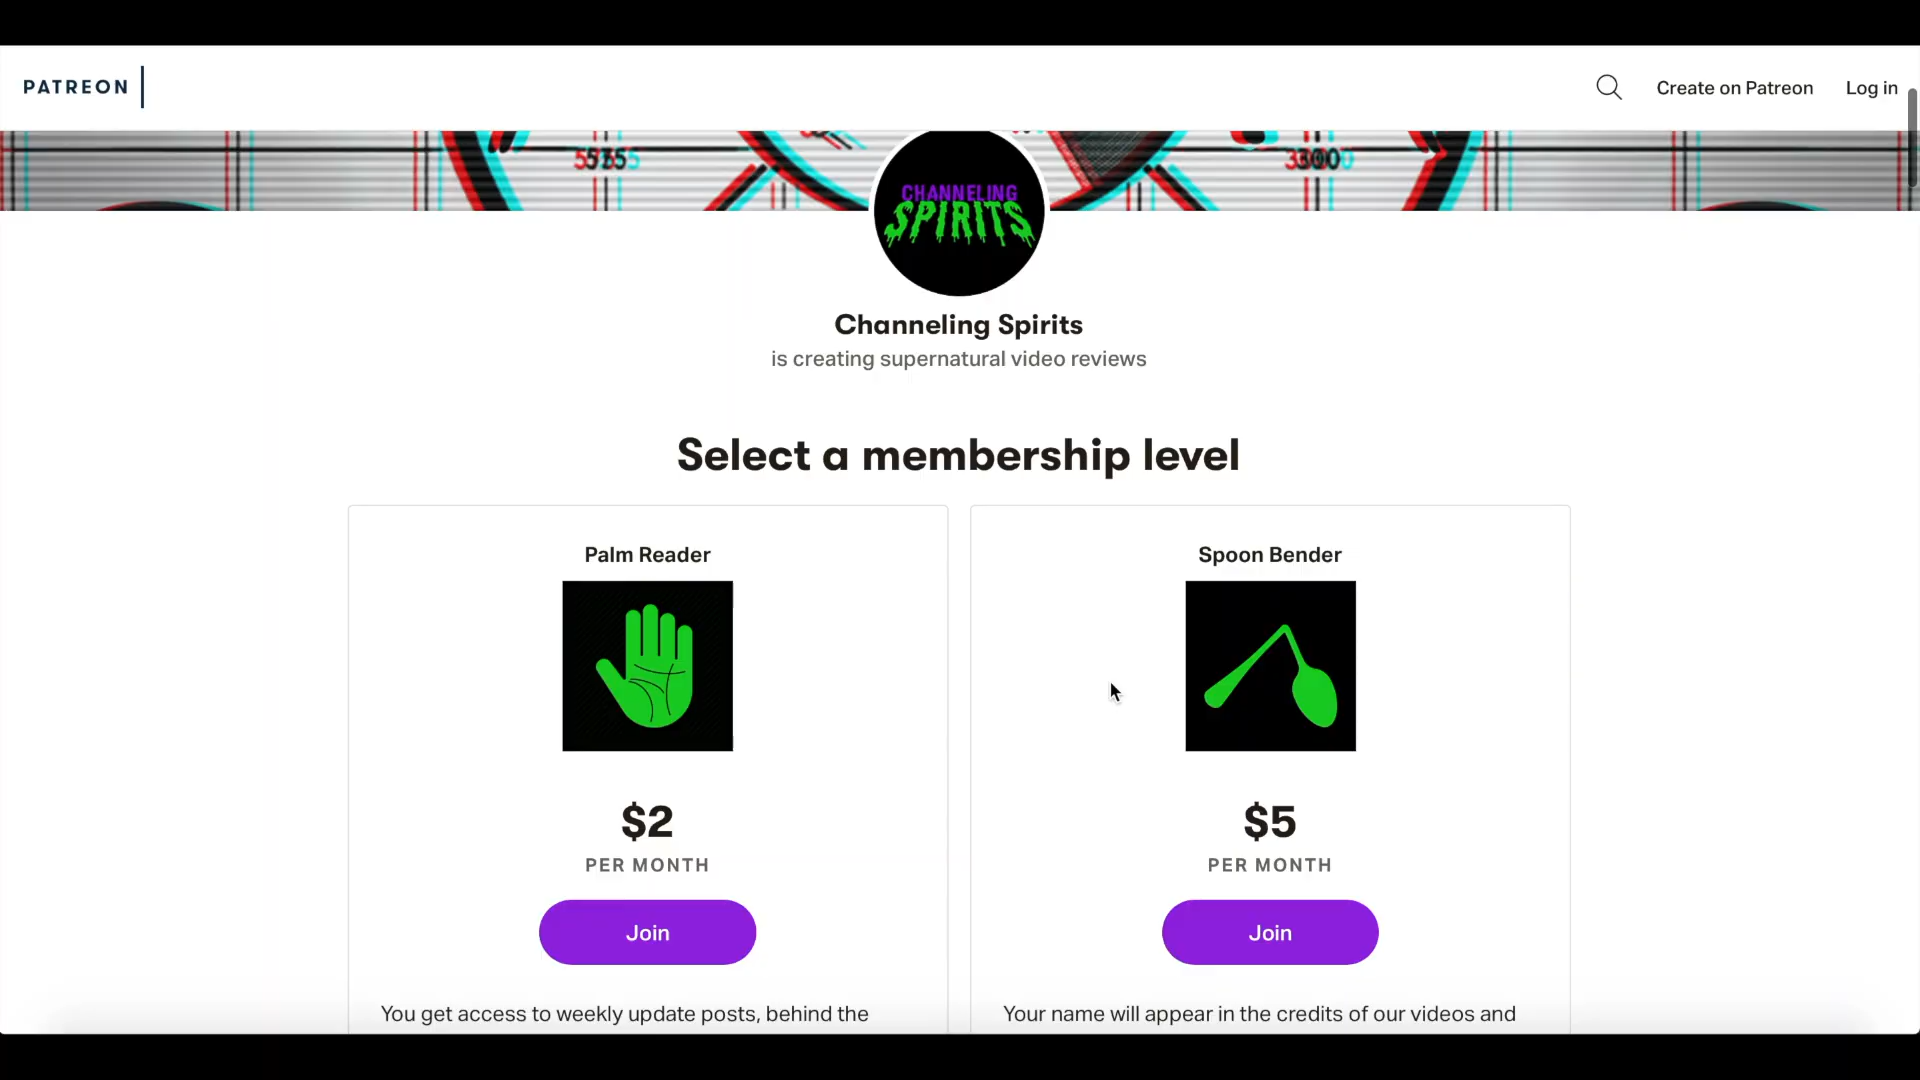 PATREON
Create on Patreon
Log in
CHANNELING
SPIRITS
Channeling Spirits
is creating supernatural video reviews
Select a membership level
Palm Reader
Spoon Bender
$2
PER MONTH
Join
$5
PER MONTH
Join
You get access to weekly update posts, behind the
Your name will appear in the credits of our videos and